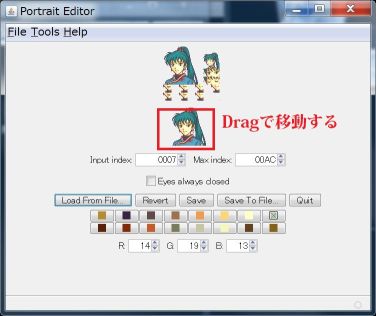 Portrait Editor
File Tools Help
Dragで移動する
Input index: 0007 Max index: 00AC
Eyes always closed
Load From File... Revert Save Save To File... Quit
R: 14 G: 19 B: 13